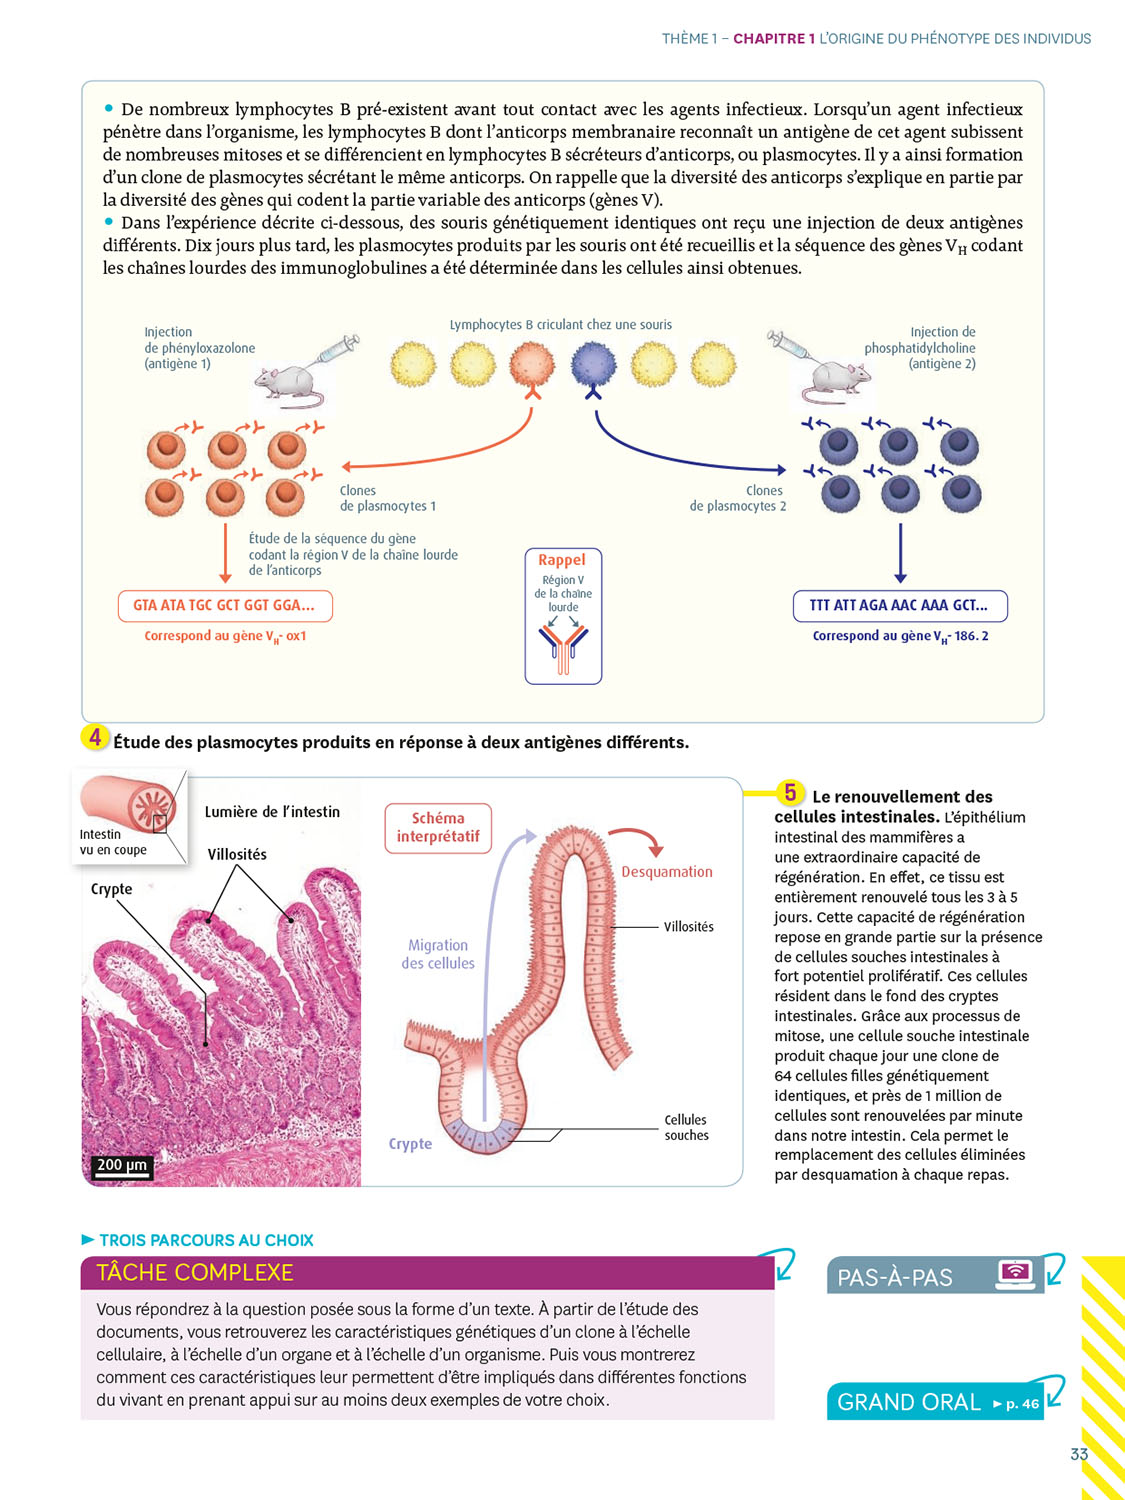 THÈME 1 – CHAPITRE 1 L'ORIGINE DU PHÉNOTYPE DES INDIVIDUS
• De nombreux lymphocytes B pré-existent avant tout contact avec les agents infectieux. Lorsqu'un agent infectieux
pénètre dans l'organisme, les lymphocytes B dont l'anticorps membranaire reconnaît un antigène de cet agent subissent
de nombreuses mitoses et se différencient en lymphocytes B sécréteurs d'anticorps, ou plasmocytes. Il y a ainsi formation
d'un clone de plasmocytes sécrétant le même anticorps. On rappelle que la diversité des anticorps s'explique en partie par
la diversité des gènes qui codent la partie variable des anticorps (gènes V).
• Dans l'expérience décrite ci-dessous, des souris génétiquement identiques ont reçu une injection de deux antigènes
différents. Dix jours plus tard, les plasmocytes produits par les souris ont été recueillis et la séquence des gènes VH codant
les chaînes lourdes des immunoglobulines a été déterminée dans les cellules ainsi obtenues.
Injection
de phényloxazolone
(antigène 1)
Lymphocytes B criculant chez une souris
Injection de
phosphatidylcholine
(antigène 2)
Clones
de plasmocytes 1
Clones
de plasmocytes 2
Étude de la séquence du gène
codant la région V de la chaîne lourde
de l'anticorps
Rappel
Région V
de la chaîne
lourde
GTA ATA TGC GCT GGT GGA...
Correspond au gène VH- ox1
TTT ATT AGA AAC AAA GCT...
Correspond au gène VH- 186. 2
4 Étude des plasmocytes produits en réponse à deux antigènes différents.
Intestin
vu en coupe
Lumière de l'intestin
Villosités
Crypte
200 µm
Schéma
interprétatif
Desquamation
Villosités
Migration
des cellules
Cellules
souches
Crypte
5 Le renouvellement des
cellules intestinales. L'épithélium
intestinal des mammifères a
une extraordinaire capacité de
régénération. En effet, ce tissu est
entièrement renouvelé tous les 3 à 5
jours. Cette capacité de régénération
repose en grande partie sur la présence
de cellules souches intestinales à
fort potentiel prolifératif. Ces cellules
résident dans le fond des cryptes
intestinales. Grâce aux processus de
mitose, une cellule souche intestinale
produit chaque jour une clone de
64 cellules filles génétiquement
identiques, et près de 1 million de
cellules sont renouvelées par minute
dans notre intestin. Cela permet le
remplacement des cellules éliminées
par desquamation à chaque repas.
► TROIS PARCOURS AU CHOIX
TÂCHE COMPLEXE
Vous répondrez à la question posée sous la forme d'un texte. À partir de l'étude des
documents, vous retrouverez les caractéristiques génétiques d'un clone à l'échelle
cellulaire, à l'échelle d'un organe et à l'échelle d'un organisme. Puis vous montrerez
comment ces caractéristiques leur permettent d'être impliqués dans différentes fonctions
du vivant en prenant appui sur au moins deux exemples de votre choix.
PAS-À-PAS
GRAND ORAL ► p. 46
33